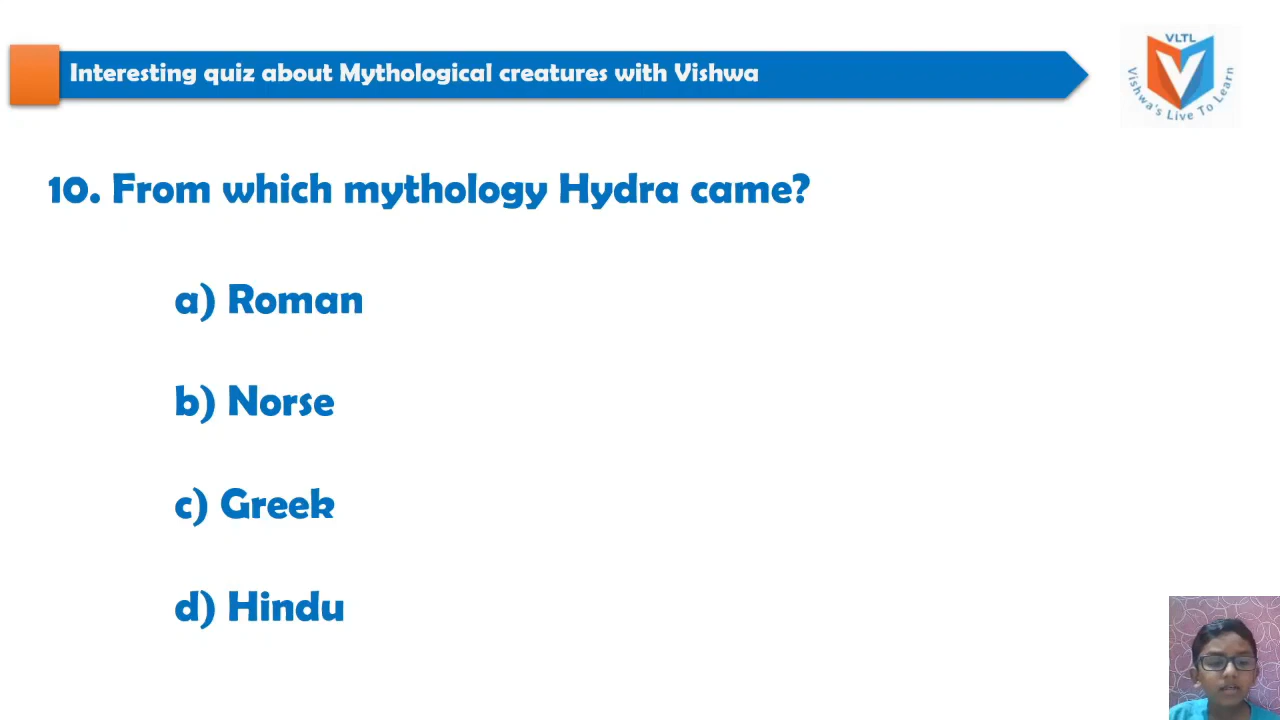 Interesting quiz about Mythological creatures with Vishwa
VLTL
Vishwa's Live To Learn
10. From which mythology Hydra came?
a) Roman
b) Norse
c) Greek
d) Hindu